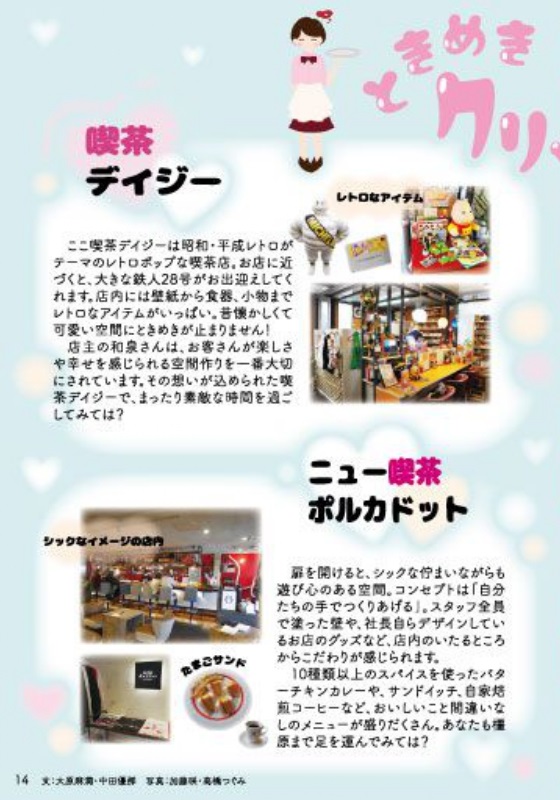 ときめき
クリ
喫茶
デイジー
レトロなアイテム
ここ喫茶デイジーは昭和・平成レトロが
テーマのレトロポップな喫茶店。お店に近
づくと、大きな鉄人28号がお出迎えしてく
れます。店内には壁紙から食器、小物まで
レトロなアイテムがいっぱい。昔懐かしくて
可愛い空間にときめきが止まりません!
店主の和泉さんは、お客さんが楽しさ
や幸せを感じられる空間作りを一番大切
にされています。その想いが込められた喫
茶デイジーで、まったり素敵な時間を過ご
してみては?
ニュー喫茶
ポルカドット
シックなイメージの店内
たまごサンド
扉を開けると、シックな佇まいながらも
遊び心のある空間。コンセプトは「自分
たちの手でつくりあげる」。スタッフ全員
で塗った壁や、社長自らデザインしてい
るお店のグッズなど、店内のいたるところ
からこだわりが感じられます。
10種類以上のスパイスを使ったバタ
ーチキンカレーや、サンドイッチ、自家焙
煎コーヒーなど、おいしいこと間違いな
しのメニューが盛りだくさん。あなたも橿
原まで足を運んでみては?
14 文:大原麻満・中田優那 写真:加藤咲・高橋つぐみ